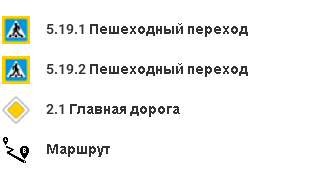 5.19.1 Пешеходный переход
5.19.2 Пешеходный переход
2.1 Главная дорога
Маршрут